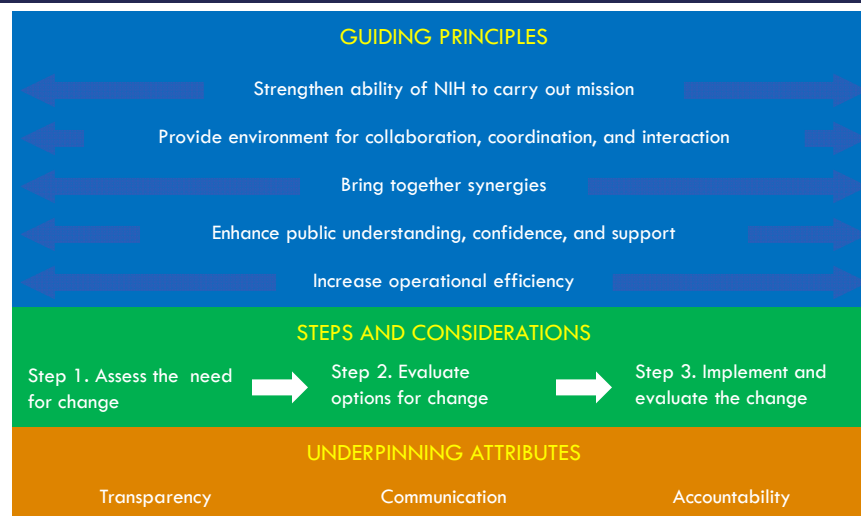 GUIDING PRINCIPLES
Strengthen ability of NIH to carry out mission
Provide environment for collaboration, coordination, and interaction
Bring together synergies
Enhance public understanding, confidence, and support
Increase operational efficiency
STEPS AND CONSIDERATIONS
Step 1. Assess the need
for change
Step 2. Evaluate
options for change
Step 3. Implement and
evaluate the change
UNDERPINNING ATTRIBUTES
Transparency
Communication
Accountability